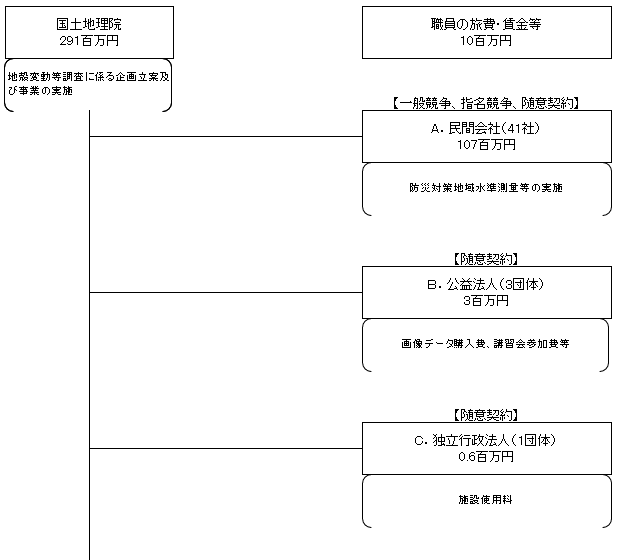 国土地理院
291百万円
地殻変動等調査に係る企画立案及
び事業の実施
職員の旅費・賃金等
10百万円
【一般競争、指名競争、随意契約】
A．民間会社（41社）
107百万円
防災対策地域水準測量等の実施
【随意契約】
B．公益法人（3団体）
3百万円
画像データ購入費、講習会参加費等
【随意契約】
C．独立行政法人（1団体）
0.6百万円
施設使用料